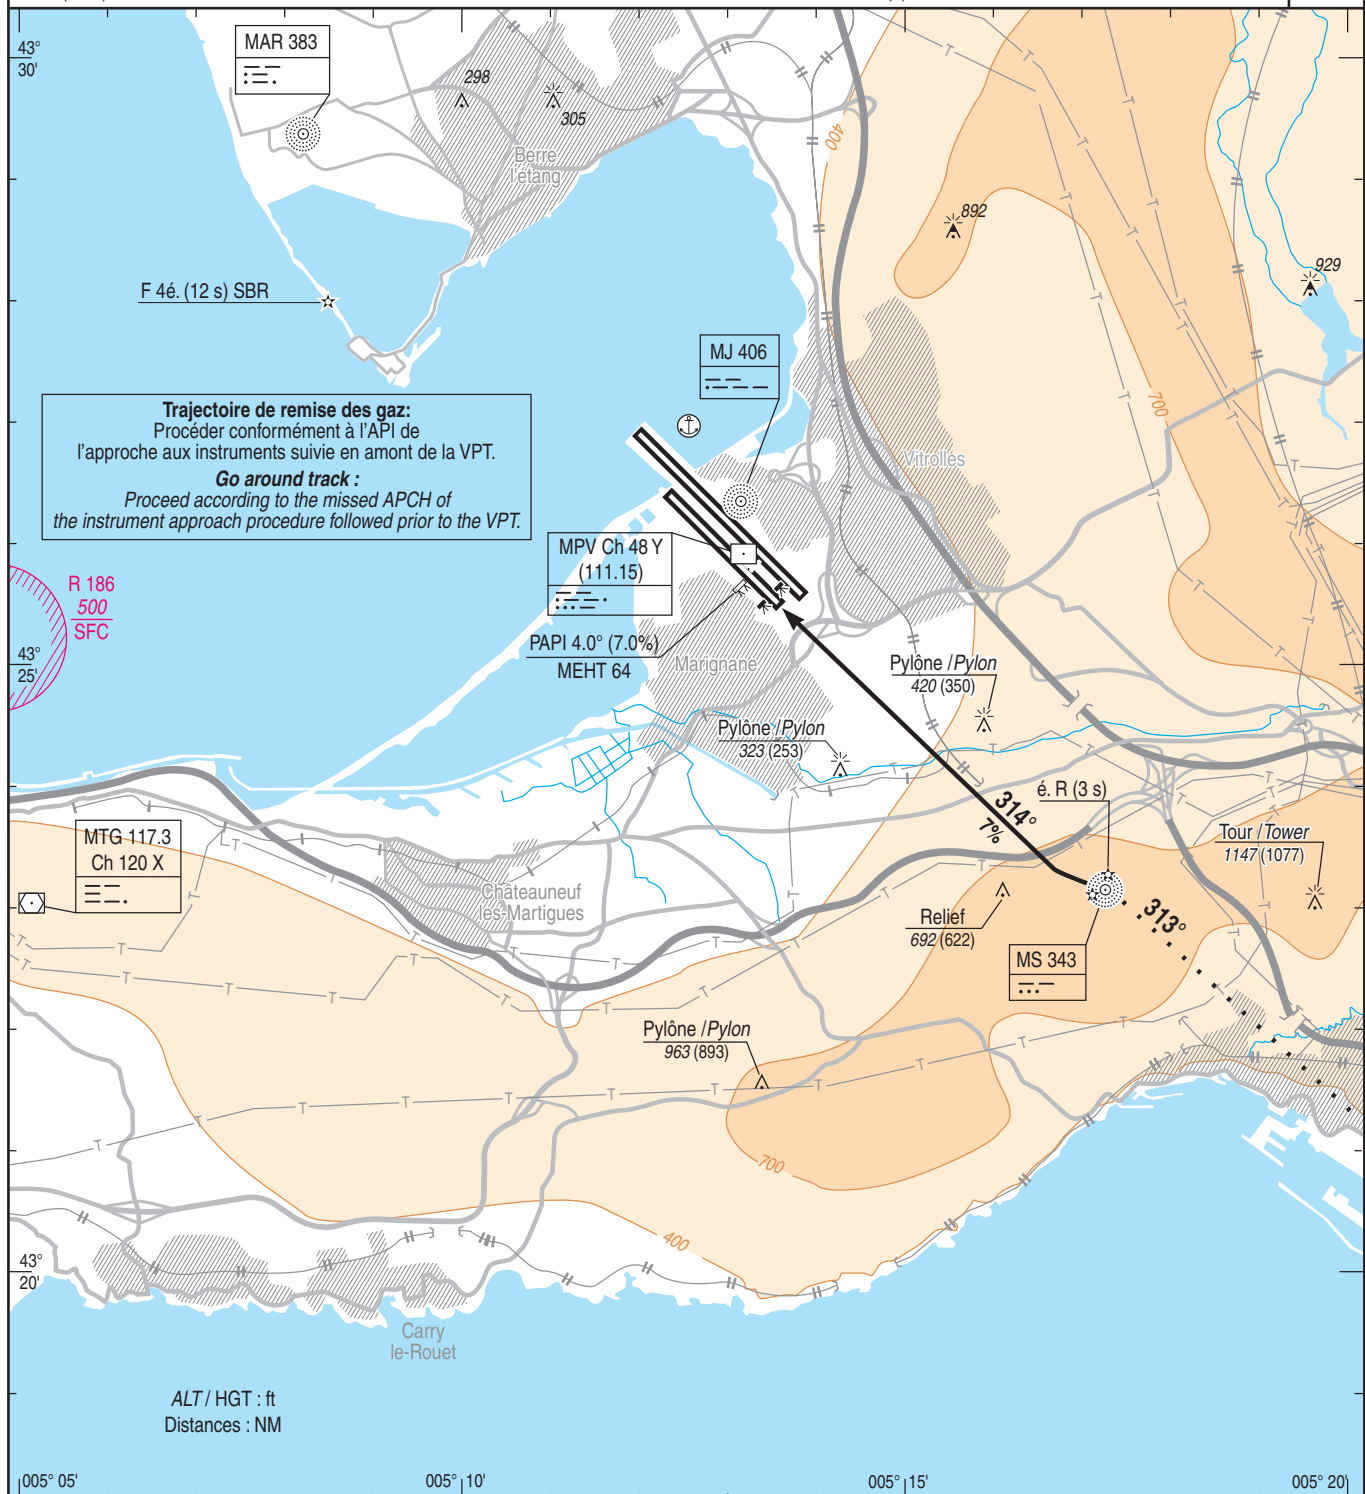 43°
30'
MAR 383
298
305
Berre
l'étang
400
892
929
F 4é. (12 s) SBR
MJ 406
700
Trajectoire de remise des gaz:
Procéder conformément à l'API de
l'approche aux instruments suivie en amont de la VPT.
Go around track :
Proceed according to the missed APCH of
the instrument approach procedure followed prior to the VPT.
Vitrolles
MPV Ch 48 Y
(111.15)
R 186
500
SFC
PAPI 4.0° (7.0%)
MEHT 64
Marignane
43°
25'
Pylône /Pylon
420 (350)
Pylône /Pylon
323 (253)
é. R (3 s)
314°
7%
MTG 117.3
Ch 120 X
Tour /Tower
1147 (1077)
Châteauneuf
les-Martigues
Relief
692 (622)
313°
MS 343
Pylône /Pylon
963 (893)
700
400
43°
20'
Carry
le-Rouet
ALT / HGT : ft
Distances : NM
005° 05'
005° 10'
005° 15'
005° 20'